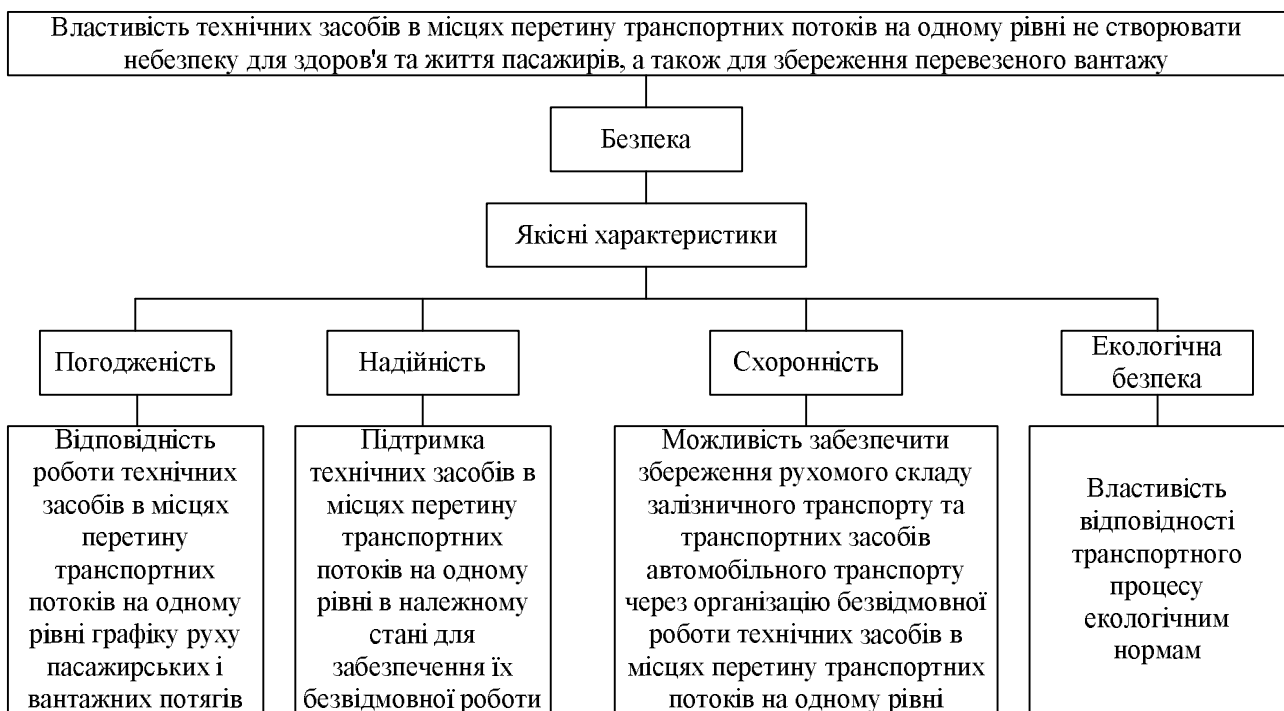 Властивість технічних засобів в місцях перетину транспортних потоків на одному рівні не створювати
небезпеку для здоров'я та життя пасажирів, а також для збереження перевезеного вантажу
Безпека
Якісні характеристики
Погодженість
Надійність
Схоронність
Екологічна
безпека
Відповідність
роботи технічних
засобів в місцях
перетину
транспортних
потоків на одному
рівні графіку руху
пасажирських і
вантажних потягів
Підтримка
технічних засобів в
місцях перетину
транспортних
потоків на одному
рівні в належному
стані для
забезпечення їх
безвідмовної роботи
Можливість забезпечити
збереження рухомого складу
залізничного транспорту та
транспортних засобів
автомобільного транспорту
через організацію безвідмовної
роботи технічних засобів в
місцях перетину транспортних
потоків на одному рівні
Властивість
відповідності
транспортного
процесу
екологічним
нормам